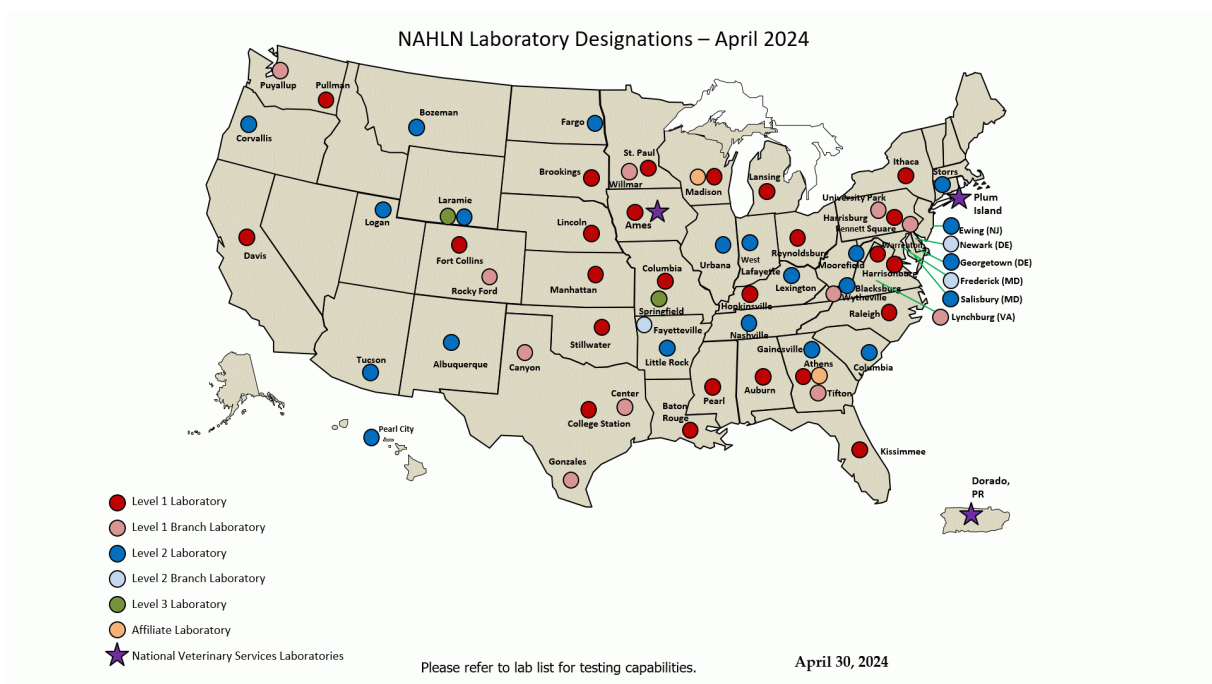 NAHLN Laboratory Designations – April 2024
Puyallup
Pullman
Corvallis
Bozeman
Fargo
St. Paul
Willmar
Brookings
Madison
Lansing
Ithaca
Storrs
Plum
Island
Laramie
Logan
Lincoln
Ames
University Park
Harrisburg
Kennett Square
Ewing (NJ)
Newark (DE)
Georgetown (DE)
Frederick (MD)
Salisbury (MD)
Lynchburg (VA)
Davis
Fort Collins
Rocky Ford
Manhattan
Columbia
Springfield
Urbana
West
Lafayette
Reynoldsburg
Moorefield
Warrenton
Harrisonburg
Lexington
Blacksburg
Wytheville
Hopkinsville
Raleigh
Nashville
Fayetteville
Little Rock
Stillwater
Albuquerque
Canyon
Tucson
Gainesville
Athens
Columbia
Tifton
Auburn
Pearl
Center
College Station
Baton
Rouge
Gonzales
Kissimmee
Pearl City
Dorado,
PR
Level 1 Laboratory
Level 1 Branch Laboratory
Level 2 Laboratory
Level 2 Branch Laboratory
Level 3 Laboratory
Affiliate Laboratory
National Veterinary Services Laboratories
Please refer to lab list for testing capabilities.
April 30, 2024